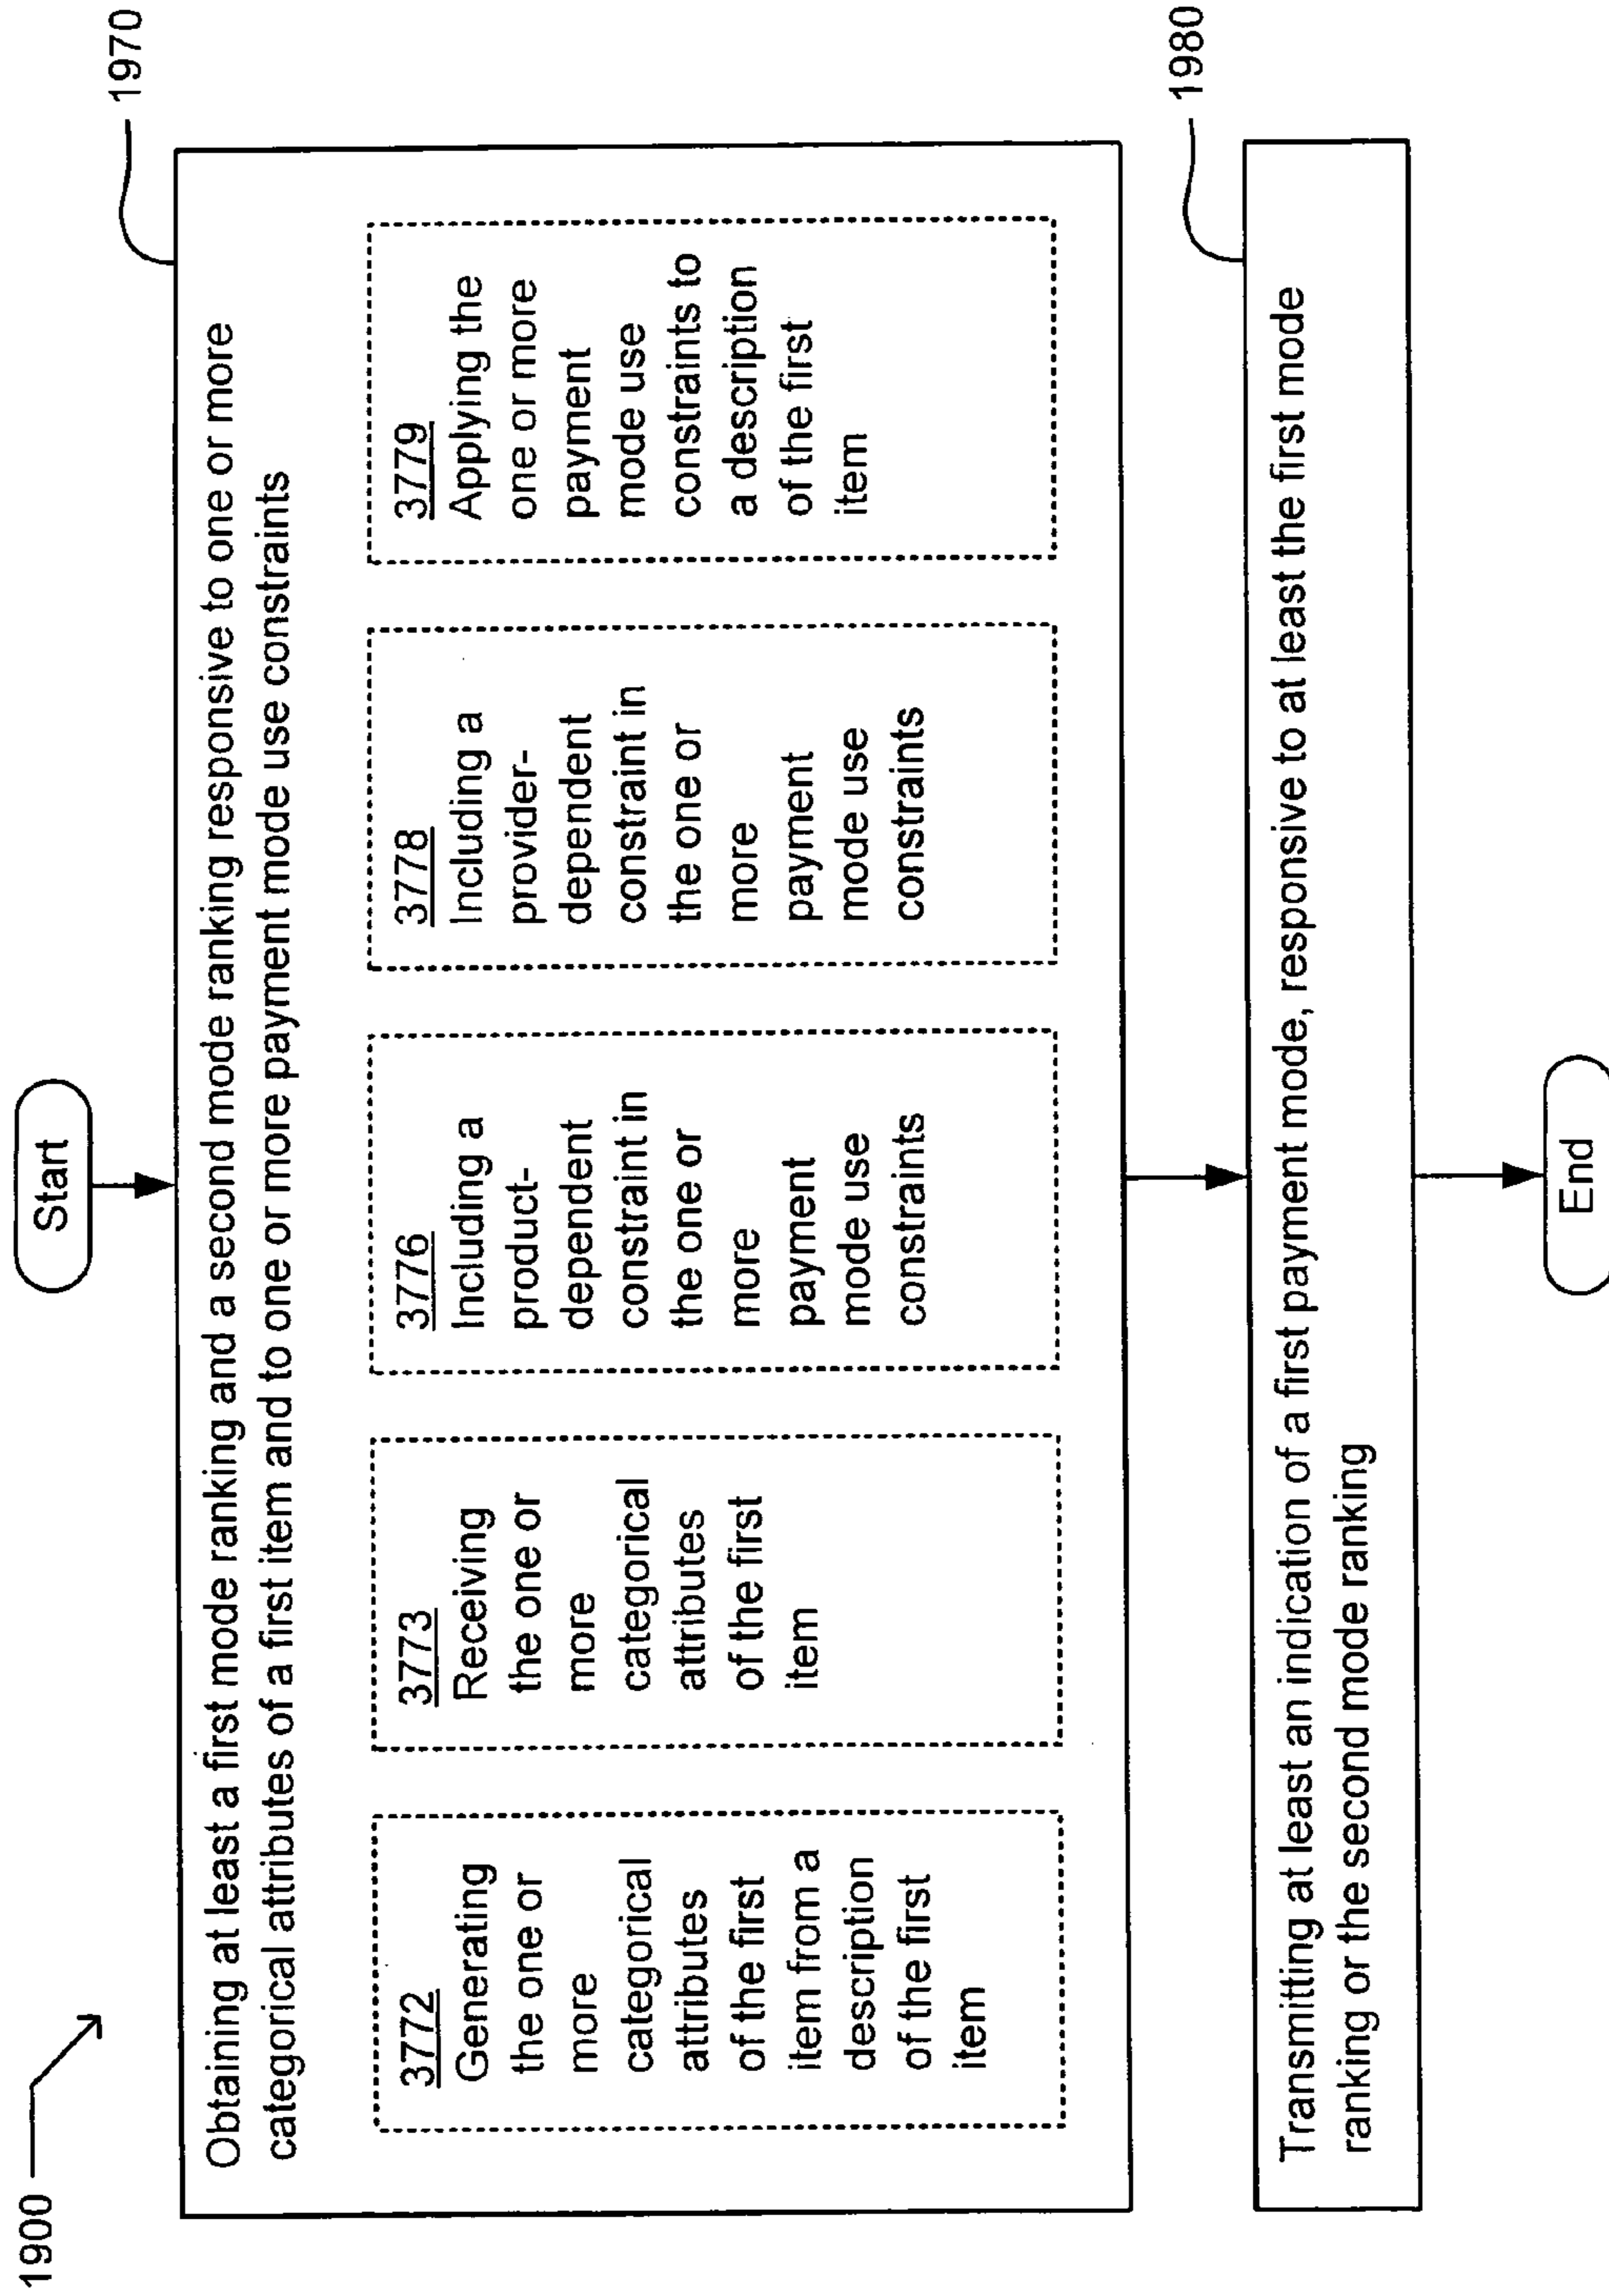 1900
Start
1970
Obtaining at least a first mode ranking and a second mode ranking responsive to one or more
categorical attributes of a first item and to one or more payment mode use constraints
3772
Generating
the one or
more
categorical
attributes
of the first
item from a
description
of the first
item
3773
Receiving
the one or
more
categorical
attributes
of the first
item
3776
Including a
product-
dependent
constraint in
the one or
more
payment
mode use
constraints
3778
Including a
provider-
dependent
constraint in
the one or
more
payment
mode use
constraints
3779
Applying the
one or more
payment
mode use
constraints to
a description
of the first
item
1980
Transmitting at least an indication of a first payment mode, responsive to at least the first mode
ranking or the second mode ranking
End